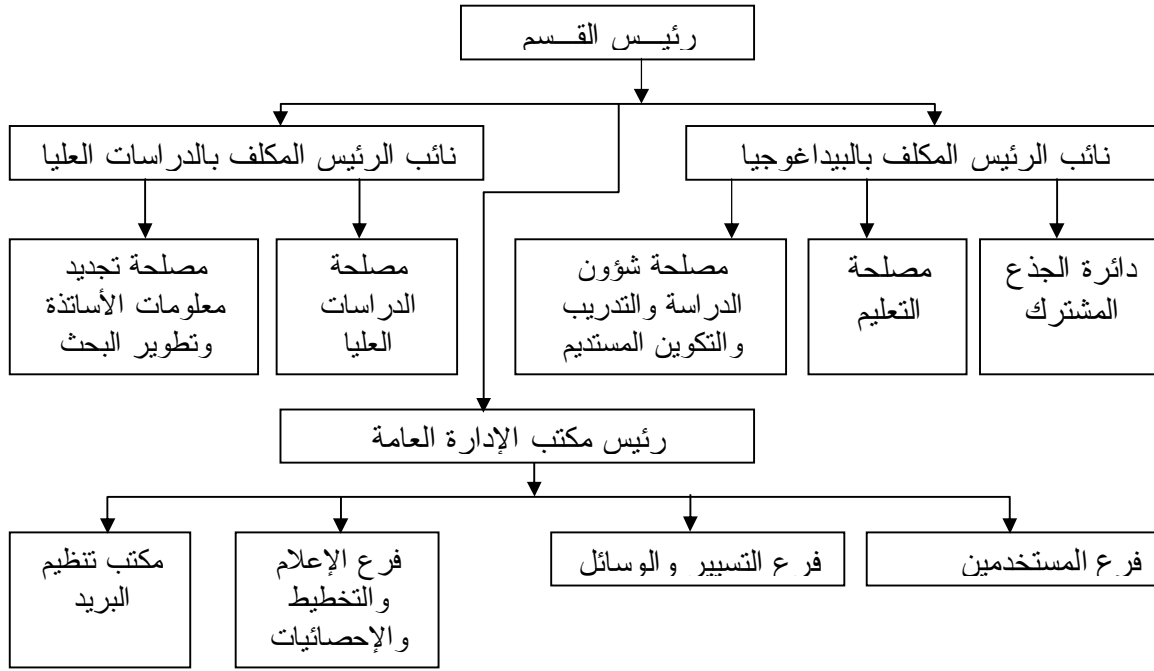 رئيس القسم
نائب الرئيس المكلف بالبيداغوجيا
نائب الرئيس المكلف بالدراسات العليا
دائرة الجذع
المشترك
مصلحة
التعليم
مصلحة شؤون
الدراسة والتدريب
والتكوين المستديم
مصلحة
الدراسات
العليا
مصلحة تجديد
معلومات الأساتذة
وتطوير البحث
رئيس مكتب الإدارة العامة
فرع المستخدمين
فرع التسيير والوسائل
فرع الإعلام
والتخطيط
والإحصائيات
مكتب تنظيم
البريد